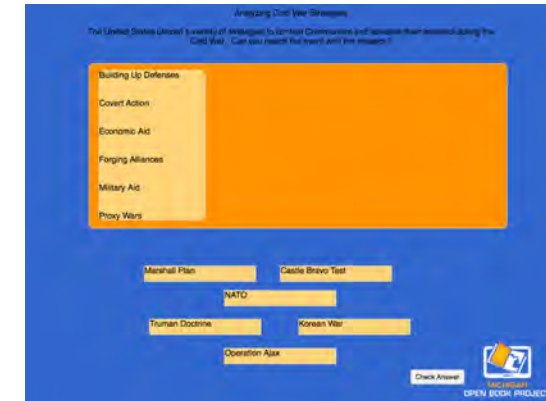 Analyzing Cold War Strategies
The United States utilized a variety of strategies to contain Communism and advance their interests during the
Cold War. Can you match the event with the mission?
Building Up Defenses
Covert Action
Economic Aid
Forging Alliances
Military Aid
Proxy Wars
Marshall Plan
Castle Bravo Test
NATO
Truman Doctrine
Korean War
Operation Ajax
Check Answer
MICHIGAN
OPEN BOOK PROJECT